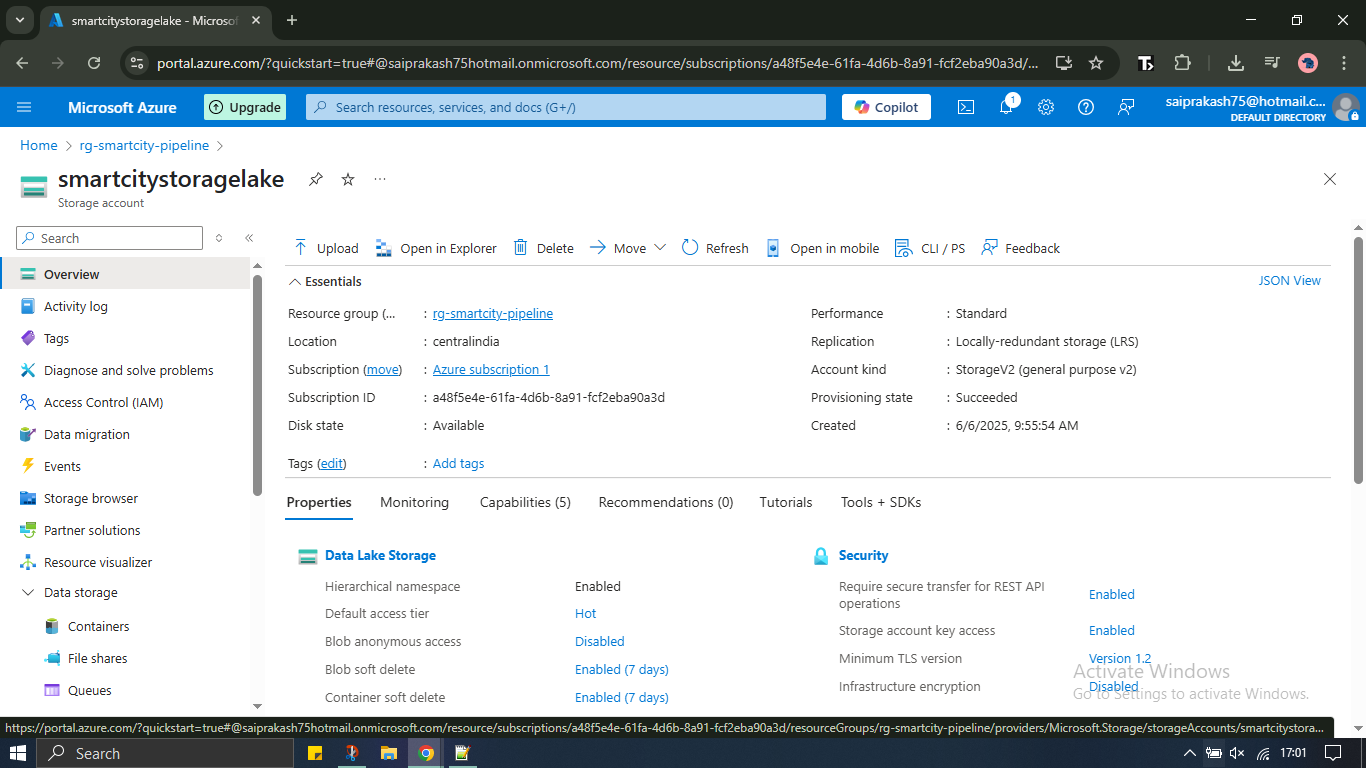 smartcitystoragelake - Microsof
portal.azure.com/?quickstart=true#@saiprakash75hotmail.onmicrosoft.com/resource/subscriptions/a48f5e4e-61fa-4d6b-8a91-fcf2eba90a3d/...
Microsoft Azure
Upgrade
Search resources, services, and docs (G+/)
Copilot
1
saiprakash75@hotmail.c...
DEFAULT DIRECTORY
Home > rg-smartcity-pipeline >
smartcitystoragelake
Storage account
Search
Upload Open in Explorer Delete Move Refresh Open in mobile CLI / PS Feedback
Overview
Activity log
Tags
Diagnose and solve problems
Access Control (IAM)
Data migration
Events
Storage browser
Partner solutions
Resource visualizer
Data storage
Containers
File shares
Queues
Essentials
JSON View
Resource group (... : rg-smartcity-pipeline
Location : centralindia
Subscription (move) : Azure subscription 1
Subscription ID : a48f5e4e-61fa-4d6b-8a91-fcf2eba90a3d
Disk state : Available
Tags (edit) : Add tags
Performance : Standard
Replication : Locally-redundant storage (LRS)
Account kind : StorageV2 (general purpose v2)
Provisioning state : Succeeded
Created : 6/6/2025, 9:55:54 AM
Properties Monitoring Capabilities (5) Recommendations (0) Tutorials Tools + SDKs
Data Lake Storage
Hierarchical namespace Enabled
Default access tier Hot
Blob anonymous access Disabled
Blob soft delete Enabled (7 days)
Container soft delete Enabled (7 days)
Security
Require secure transfer for REST API
operations Enabled
Storage account key access Enabled
Minimum TLS version Version 1.2
Infrastructure encryption Disabled
Activate Windows
Go to Settings to activate Windows.
https://portal.azure.com/?quickstart=true#@saiprakash75hotmail.onmicrosoft.com/resource/subscriptions/a48f5e4e-61fa-4d6b-8a91-fcf2eba90a3d/resourceGroups/rg-smartcity-pipeline/providers/Microsoft.Storage/storageAccounts/smartcitystora...
Search
17:01